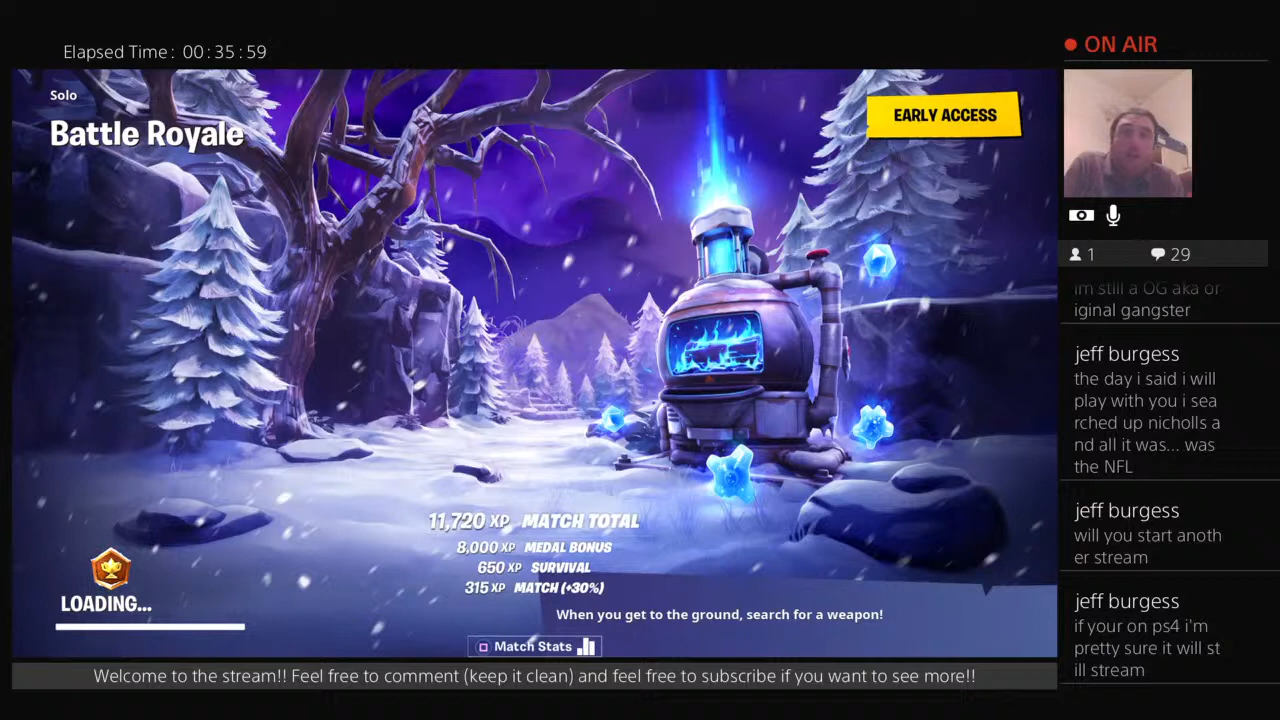 Elapsed Time: 00:35:59
ON AIR
Solo
Battle Royale
EARLY ACCESS
1
29
im still a OG aka or
iginal gangster
jeff burgess
the day i said i will
play with you i sea
rched up nicholls a
nd all it was... was
the NFL
jeff burgess
will you start anoth
er stream
jeff burgess
if your on ps4 i'm
pretty sure it will st
ill stream
11,720 XP MATCH TOTAL
8,000 XP MEDAL BONUS
650 XP SURVIVAL
315 XP MATCH (+30%)
LOADING...
When you get to the ground, search for a weapon!
Match Stats
Welcome to the stream!! Feel free to comment (keep it clean) and feel free to subscribe if you want to see more!!